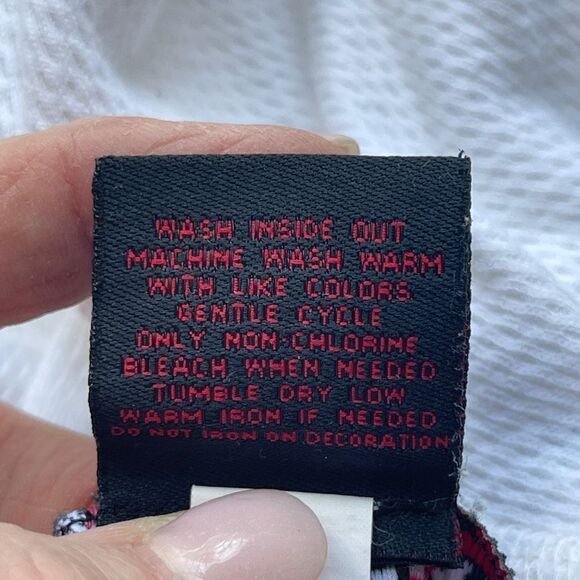 WASH INSIDE OUT
MACHINE WASH WARM
WITH LIKE COLORS
GENTLE CYCLE
ONLY NON-CHLORINE
BLEACH WHEN NEEDED
TUMBLE DRY LOW
WARM IRON IF NEEDED
DO NOT IRON ON DECORATION